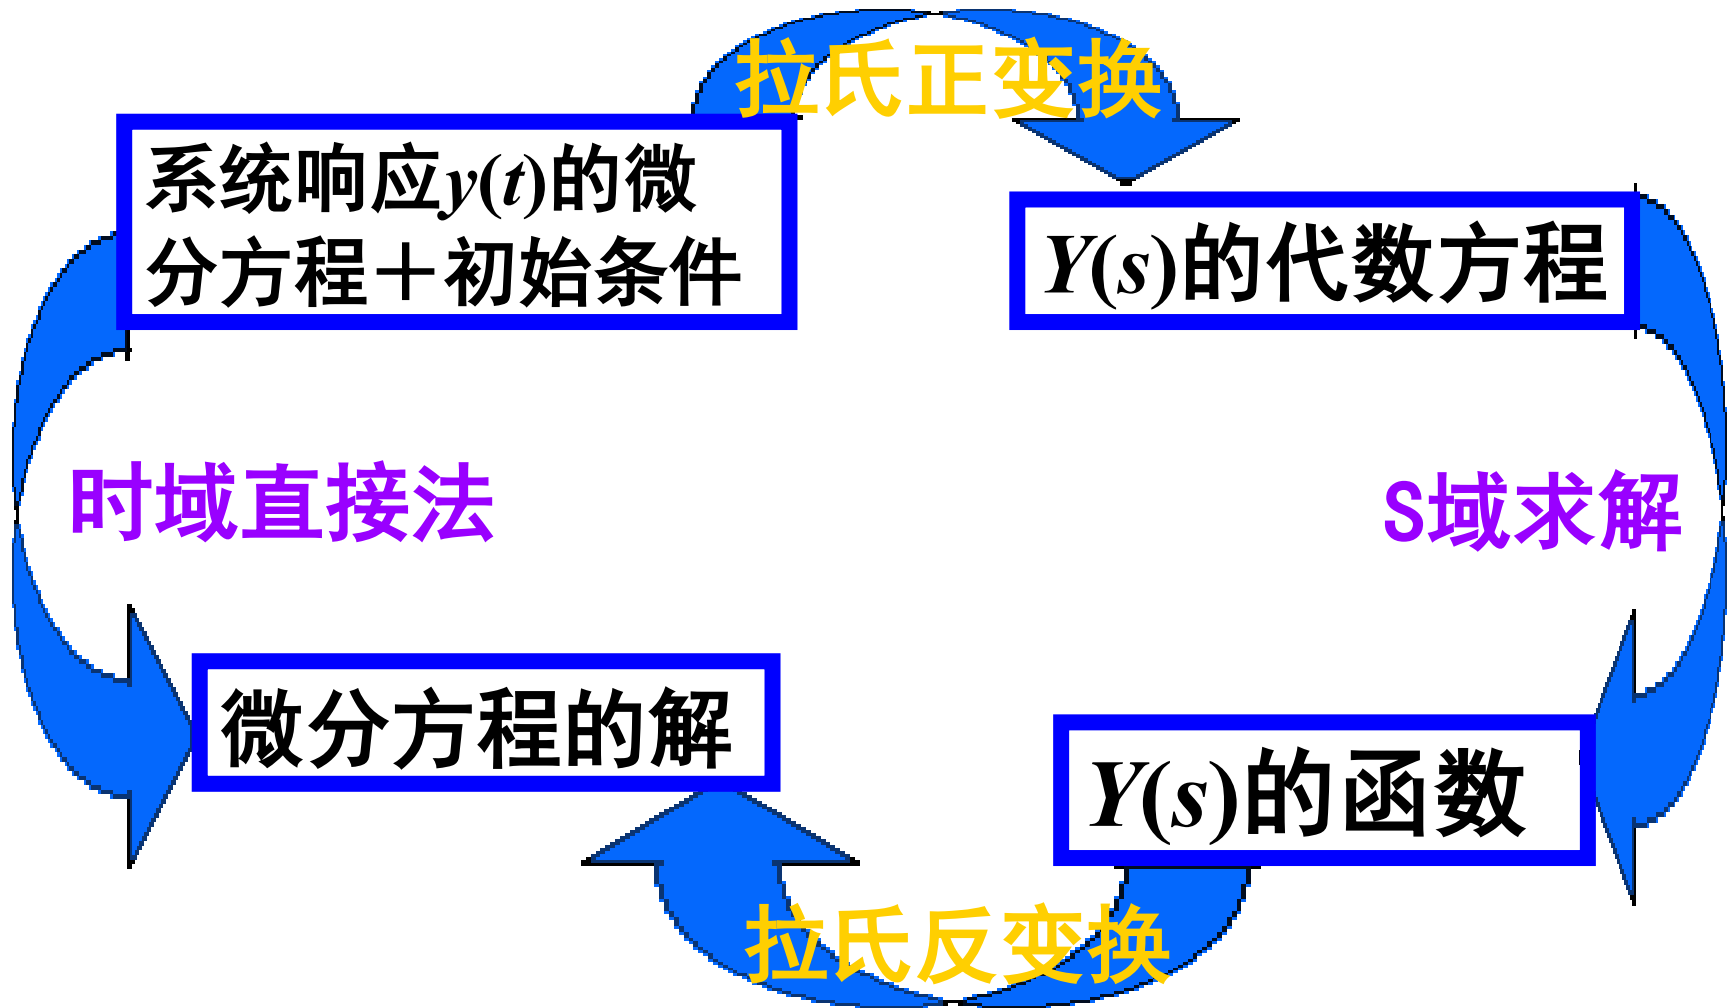 拉氏正变换
系统响应y(t)的微
分方程＋初始条件
Y(s)的代数方程
时域直接法
S域求解
微分方程的解
Y(s)的函数
拉氏反变换